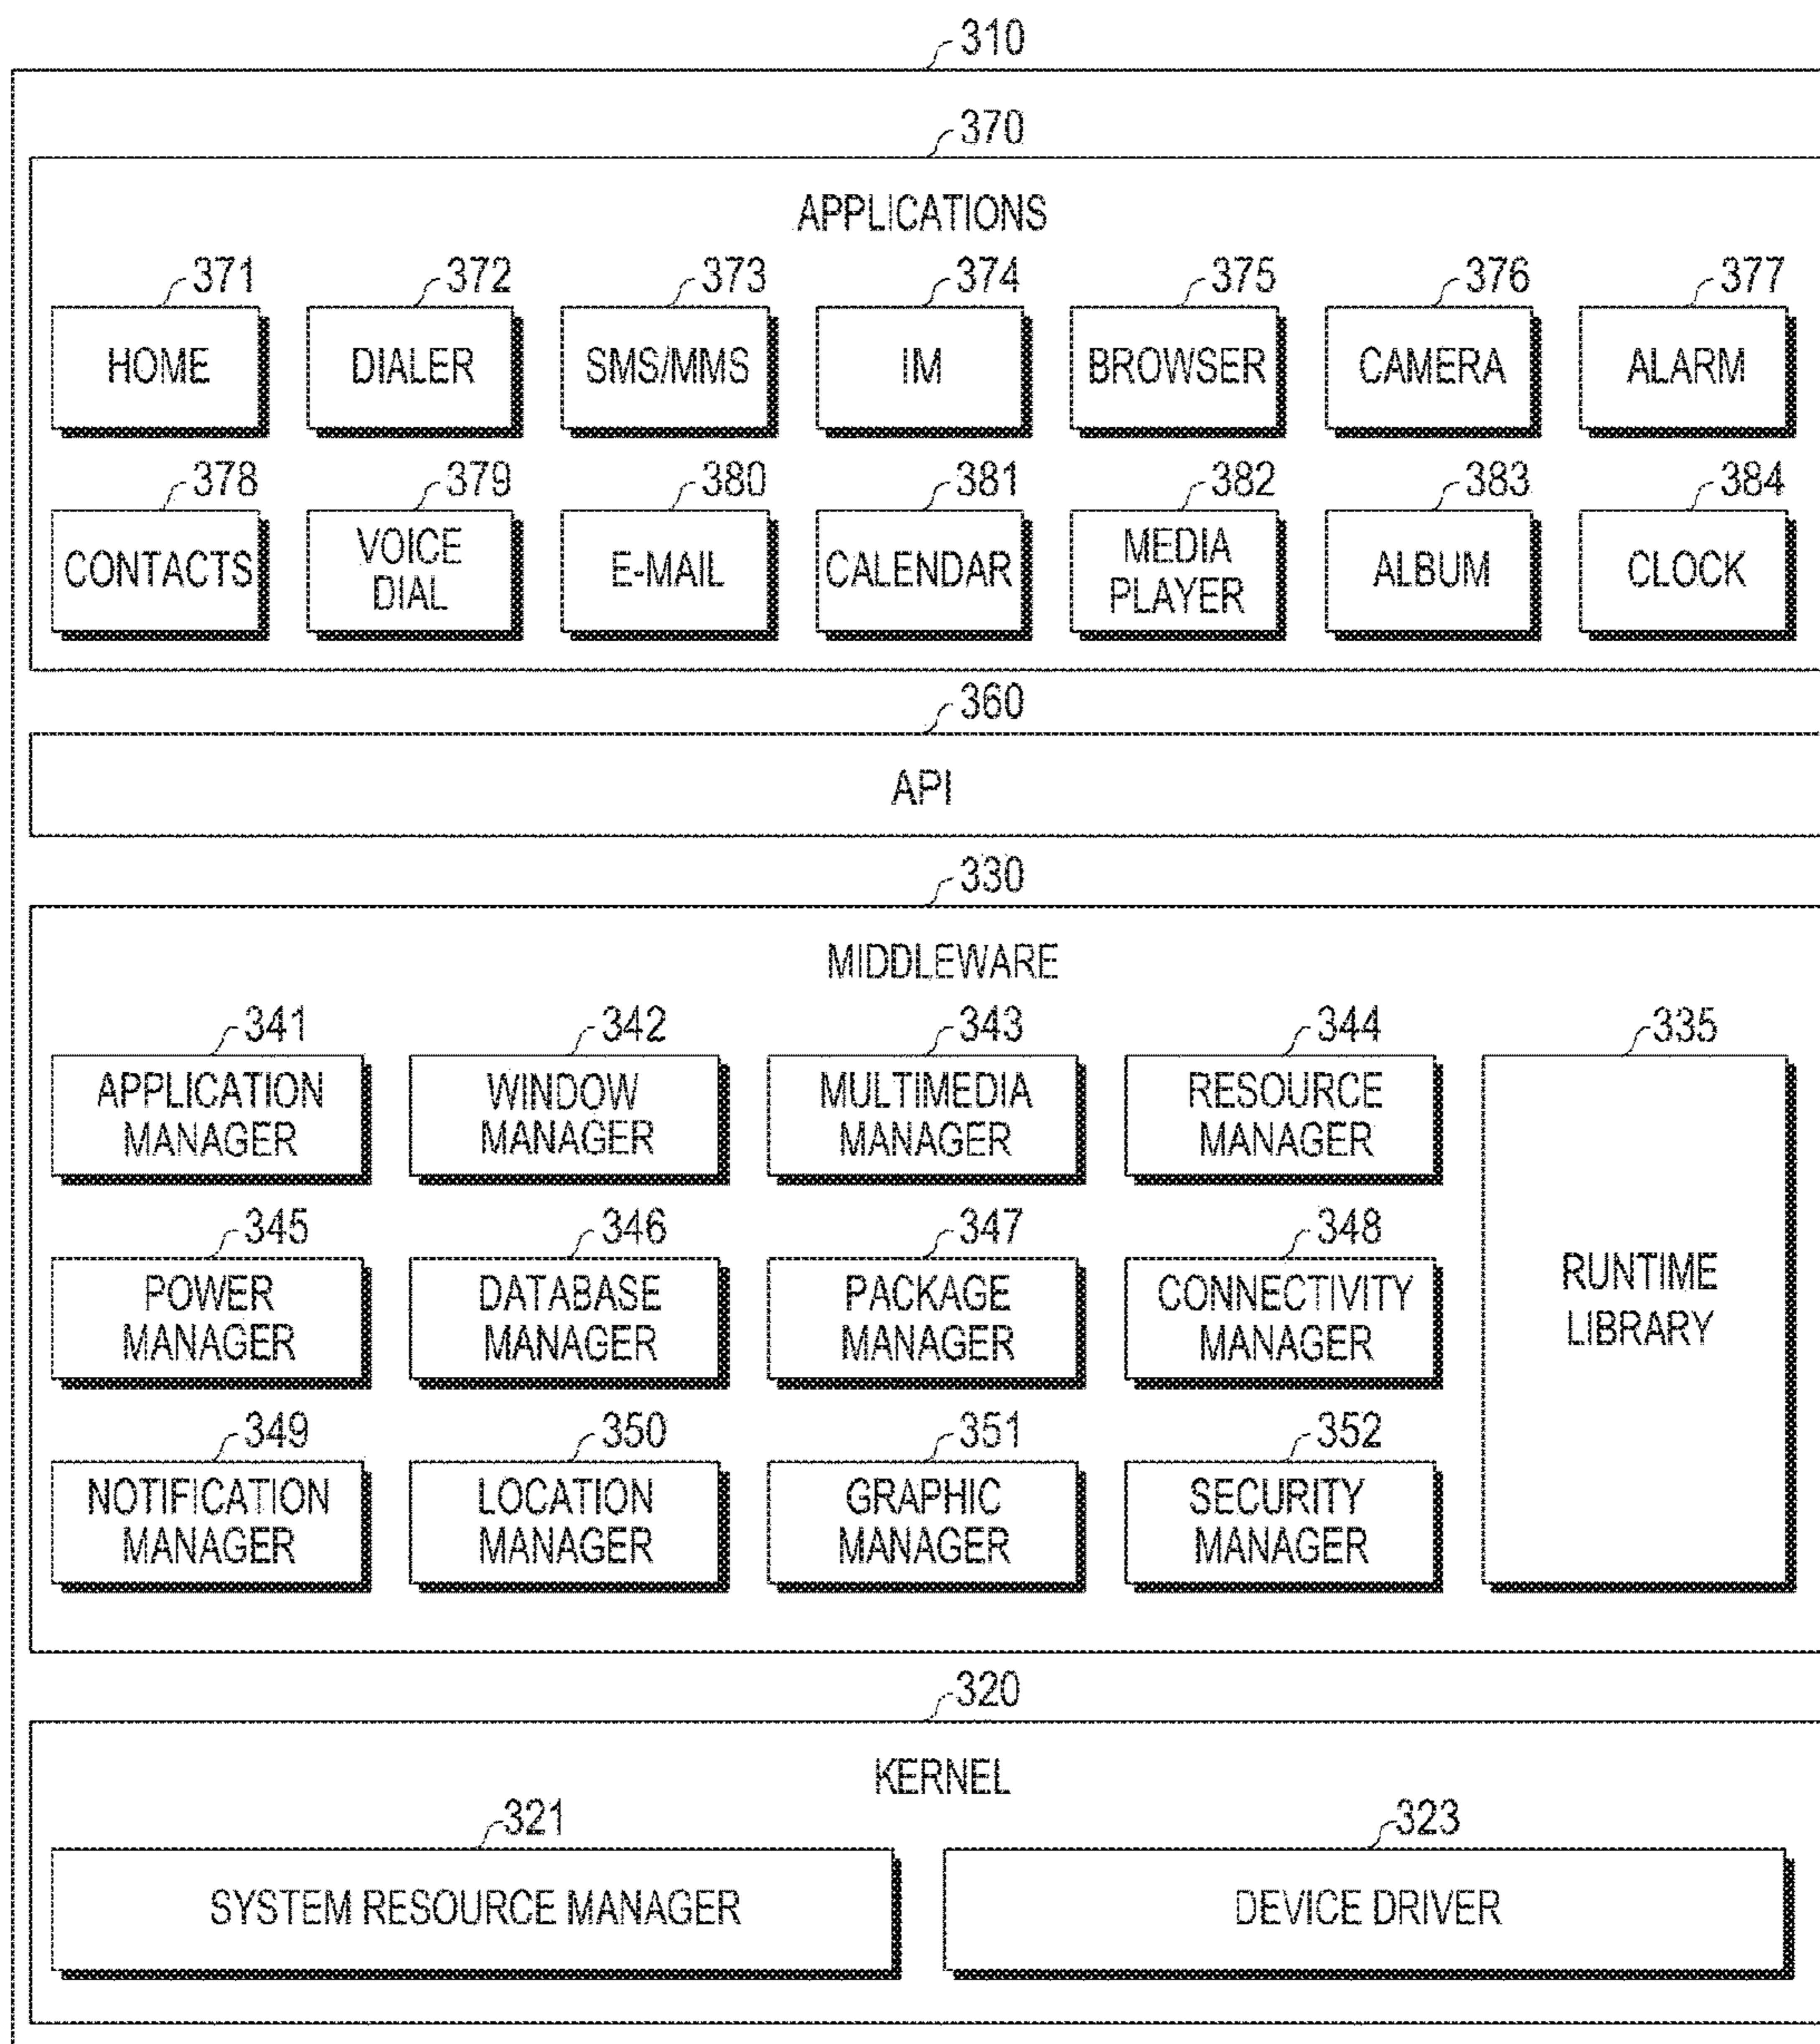 310
370
APPLICATIONS
371 372 373 374 375 376 377
HOME DIALER SMS/MMS IM BROWSER CAMERA ALARM
378 379 380 381 382 383 384
CONTACTS VOICE DIAL E-MAIL CALENDAR MEDIA PLAYER ALBUM CLOCK
360
API
330
MIDDLEWARE
341 342 343 344 335
APPLICATION MANAGER WINDOW MANAGER MULTIMEDIA MANAGER RESOURCE MANAGER
345 346 347 348
POWER MANAGER DATABASE MANAGER PACKAGE MANAGER CONNECTIVITY MANAGER RUNTIME LIBRARY
349 350 351 352
NOTIFICATION MANAGER LOCATION MANAGER GRAPHIC MANAGER SECURITY MANAGER
320
KERNEL
321 323
SYSTEM RESOURCE MANAGER DEVICE DRIVER